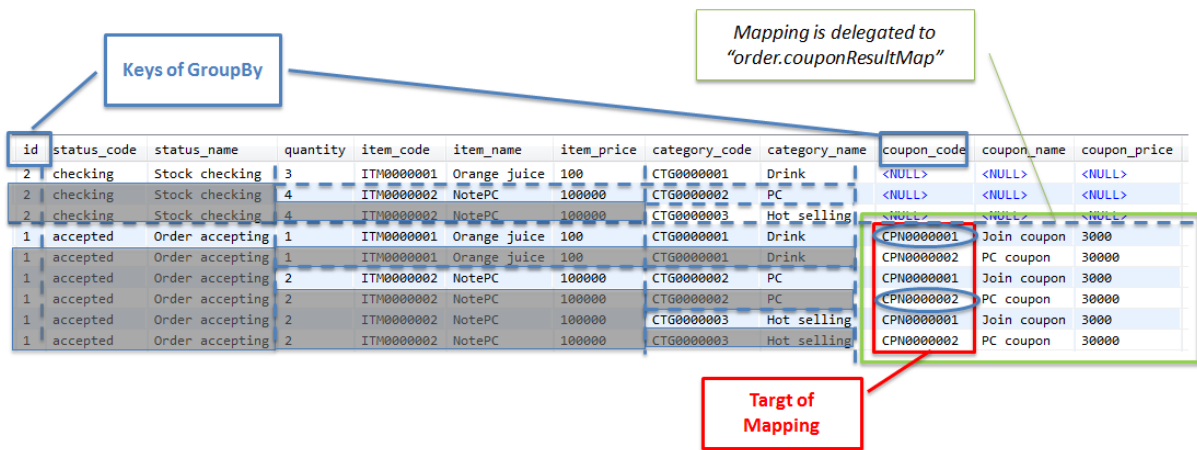 Mapping is delegated to
“order.couponResultMap”
Keys of GroupBy
id status_code status_name quantity item_code item_name item_price category_code category_name coupon_code coupon_name coupon_price
2 checking Stock checking 3 ITM0000001 Orange juice 100 CTG0000001 Drink <NULL> <NULL> <NULL>
2 checking Stock checking 4 ITM0000002 NotePC 100000 CTG0000002 PC <NULL> <NULL> <NULL>
2 checking Stock checking 4 ITM0000002 NotePC 100000 CTG0000003 Hot selling <NULL> <NULL> <NULL>
1 accepted Order accepting 1 ITM0000001 Orange juice 100 CTG0000001 Drink CPN0000001 Join coupon 3000
1 accepted Order accepting 1 ITM0000001 Orange juice 100 CTG0000001 Drink CPN0000002 PC coupon 30000
1 accepted Order accepting 2 ITM0000002 NotePC 100000 CTG0000002 PC CPN0000001 Join coupon 3000
1 accepted Order accepting 2 ITM0000002 NotePC 100000 CTG0000002 PC CPN0000002 PC coupon 30000
1 accepted Order accepting 2 ITM0000002 NotePC 100000 CTG0000003 Hot selling CPN0000001 Join coupon 3000
1 accepted Order accepting 2 ITM0000002 NotePC 100000 CTG0000003 Hot selling CPN0000002 PC coupon 30000
Targt of
Mapping